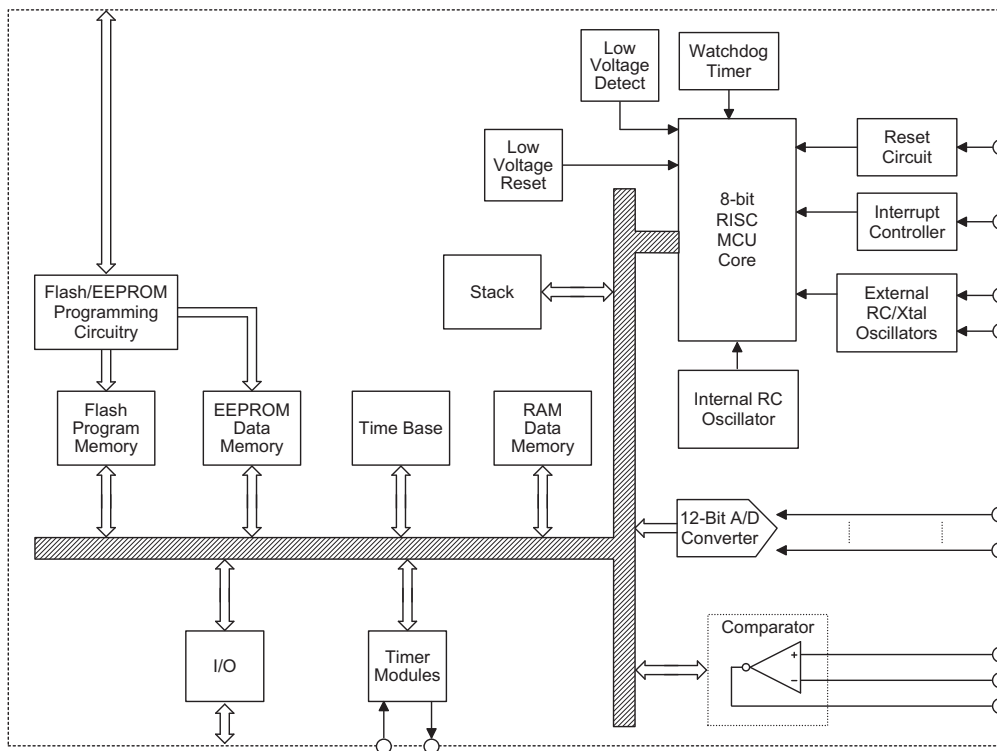 Low
Voltage
Detect
Watchdog
Timer
Low
Voltage
Reset
Reset
Circuit
8-bit
RISC
MCU
Core
Interrupt
Controller
Stack
External
RC/Xtal
Oscillators
Flash/EEPROM
Programming
Circuitry
Internal RC
Oscillator
Flash
Program
Memory
EEPROM
Data
Memory
Time Base
RAM
Data
Memory
12-Bit A/D
Converter
I/O
Timer
Modules
Comparator
+
−